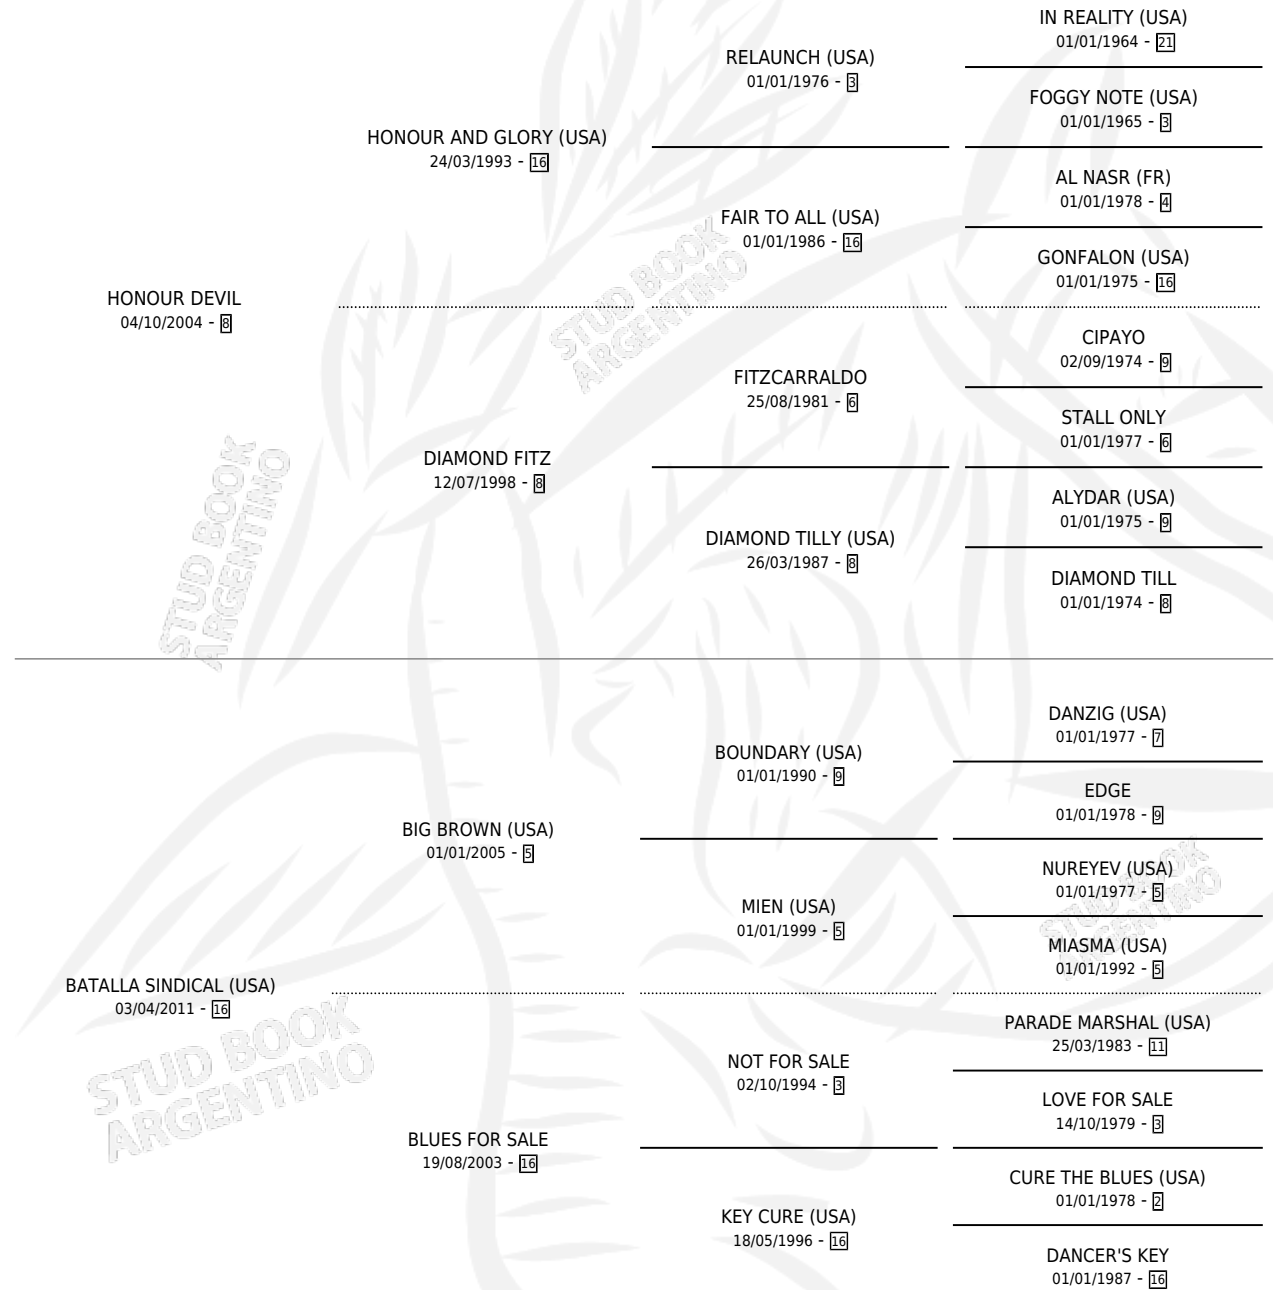 IN REALITY (USA)
01/01/1964 - 21
RELAUNCH (USA)
01/01/1976 - 3
FOGGY NOTE (USA)
01/01/1965 - 3
HONOUR AND GLORY (USA)
24/03/1993 - 16
AL NASR (FR)
01/01/1978 - 4
FAIR TO ALL (USA)
01/01/1986 - 16
GONFALON (USA)
01/01/1975 - 16
HONOUR DEVIL
04/10/2004 - 8
STUD BOOK
ARGENTINO
CIPAYO
02/09/1974 - 9
FITZCARRALDO
25/08/1981 - 6
STALL ONLY
01/01/1977 - 6
DIAMOND FITZ
12/07/1998 - 8
ALYDAR (USA)
01/01/1975 - 9
DIAMOND TILLY (USA)
26/03/1987 - 8
DIAMOND TILL
01/01/1974 - 8
STUD BOOK
ARGENTINO
DANZIG (USA)
01/01/1977 - 7
BOUNDARY (USA)
01/01/1990 - 9
EDGE
01/01/1978 - 9
BIG BROWN (USA)
01/01/2005 - 5
NUREYEV (USA)
01/01/1977 - 5
MIEN (USA)
01/01/1999 - 5
STUD BOOK
ARGENTINO
MIASMA (USA)
01/01/1992 - 5
BATALLA SINDICAL (USA)
03/04/2011 - 16
STUD BOOK
ARGENTINO
PARADE MARSHAL (USA)
25/03/1983 - 11
NOT FOR SALE
02/10/1994 - 3
LOVE FOR SALE
14/10/1979 - 3
BLUES FOR SALE
19/08/2003 - 16
CURE THE BLUES (USA)
01/01/1978 - 2
KEY CURE (USA)
18/05/1996 - 16
DANCER'S KEY
01/01/1987 - 16